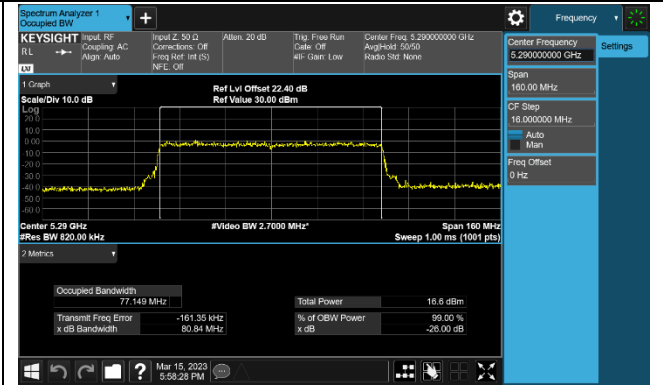 Spectrum Analyzer 1
Occupied BW
Frequency
KEYSIGHT
RL
LXI
Input: RF
Coupling: AC
Align: Auto
Input Z: 50 Ω
Corrections: Off
Freq Ref: Int (S)
NFE: Off
Atten: 20 dB
Trig: Free Run
Gate: Off
#IF Gain: Low
Center Freq: 5.290000000 GHz
Avg|Hold: 50/50
Radio Std: None
Center Frequency
5.290000000 GHz
Settings
Span
160.00 MHz
CF Step
16.000000 MHz
Auto
Man
Freq Offset
0 Hz
1 Graph
Scale/Div 10.0 dB
Ref Lvl Offset 22.40 dB
Ref Value 30.00 dBm
Log
20.0
10.0
0.00
-10.0
-20.0
-30.0
-40.0
-50.0
-60.0
Center 5.29 GHz
#Res BW 820.00 kHz
#Video BW 2.7000 MHz*
Span 160 MHz
Sweep 1.00 ms (1001 pts)
2 Metrics
Occupied Bandwidth
77.149 MHz
Total Power 16.6 dBm
Transmit Freq Error -161.35 kHz
% of OBW Power 99.00 %
x dB Bandwidth 80.84 MHz
x dB -26.00 dB
Mar 15, 2023
5:58:28 PM